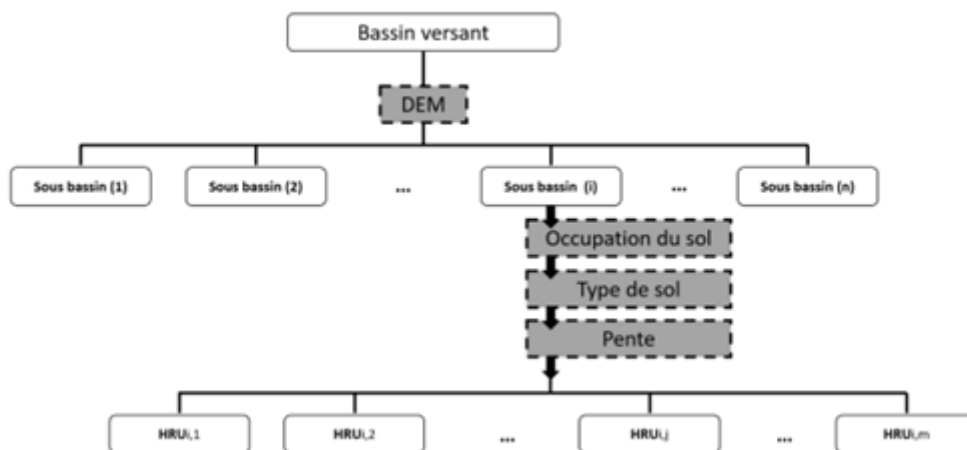 Bassin versant
DEM
Sous bassin (1)
Sous bassin (2)
...
Sous bassin (i)
...
Sous bassin (n)
Occupation du sol
Type de sol
Pente
HRUi,1
HRUi,2
...
HRUi,j
...
HRUi,m